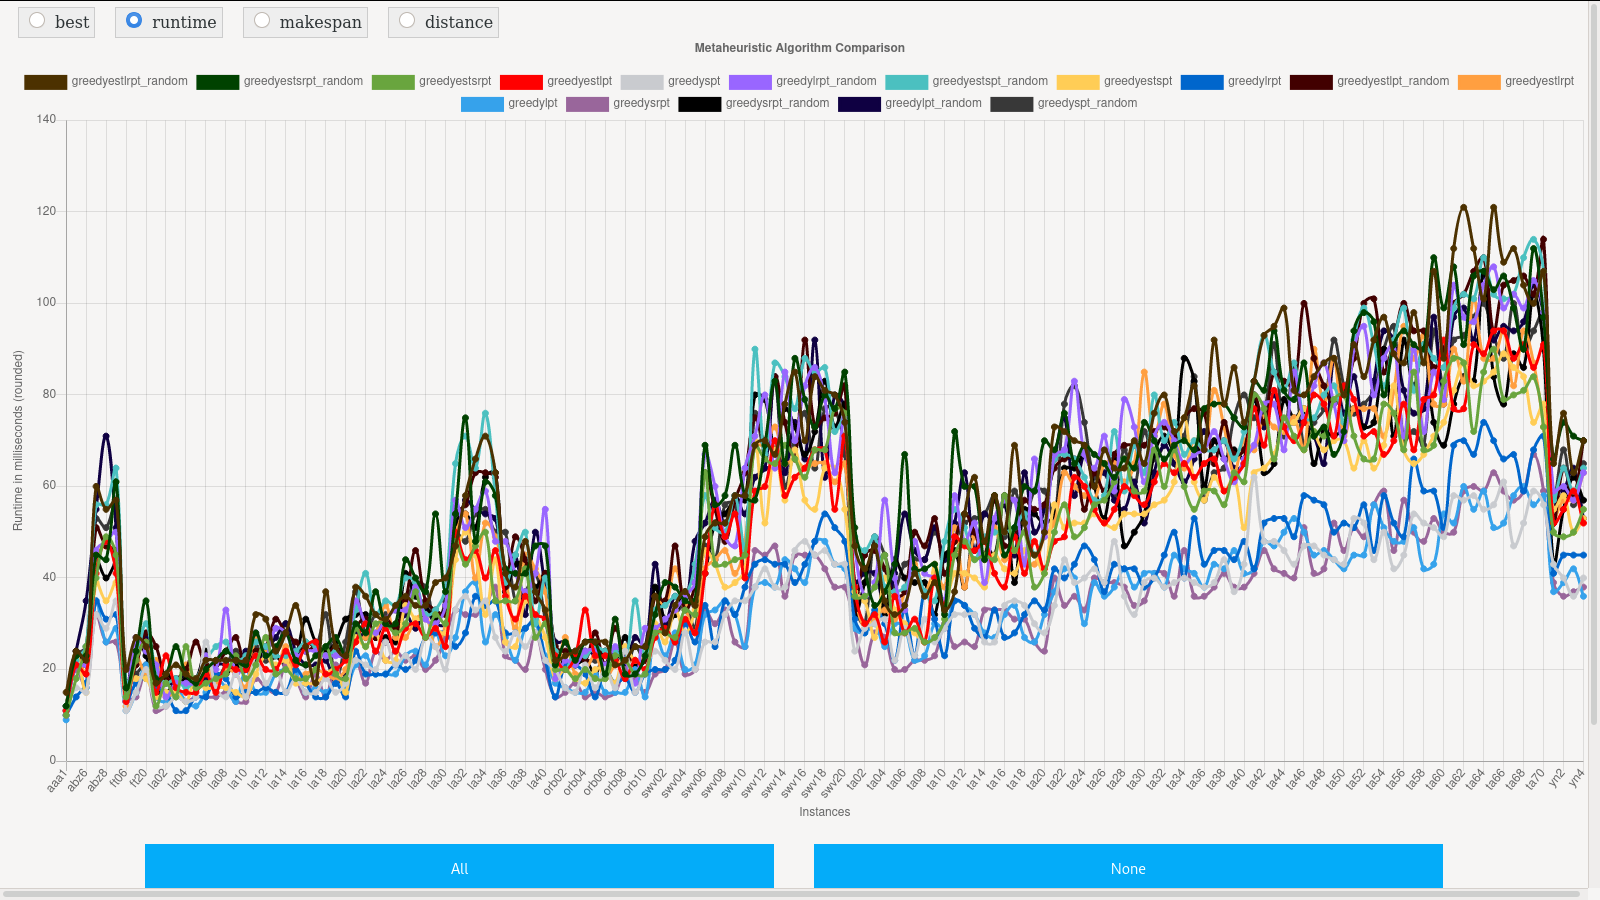 best runtime makespan distance
Metaheuristic Algorithm Comparison
greedyestlrpt_random greedyestsrpt_random greedyestsrpt greedyestlpt greedyspt greedylrpt_random greedyestspt_random greedyestspt greedylrpt greedyestlpt_random greedyestlrpt
greedylpt greedysrpt greedysrpt_random greedylpt_random greedyspt_random
140
120
100
80
60
40
20
0
Runtime in milliseconds (rounded)
aaa1 abz6 abz8 ft06 ft20 la02 la04 la06 la08 la10 la12 la14 la16 la18 la20 la22 la24 la26 la28 la30 la32 la34 la36 la38 la40 orb02 orb04 orb06 orb08 orb10 swv02 swv04 swv06 swv08 swv10 swv12 swv14 swv16 swv18 swv20 ta02 ta04 ta06 ta08 ta10 ta12 ta14 ta16 ta18 ta20 ta22 ta24 ta26 ta28 ta30 ta32 ta34 ta36 ta38 ta40 ta42 ta44 ta46 ta48 ta50 ta52 ta54 ta56 ta58 ta60 ta62 ta64 ta66 ta68 ta70 yn2 yn4
Instances
All None